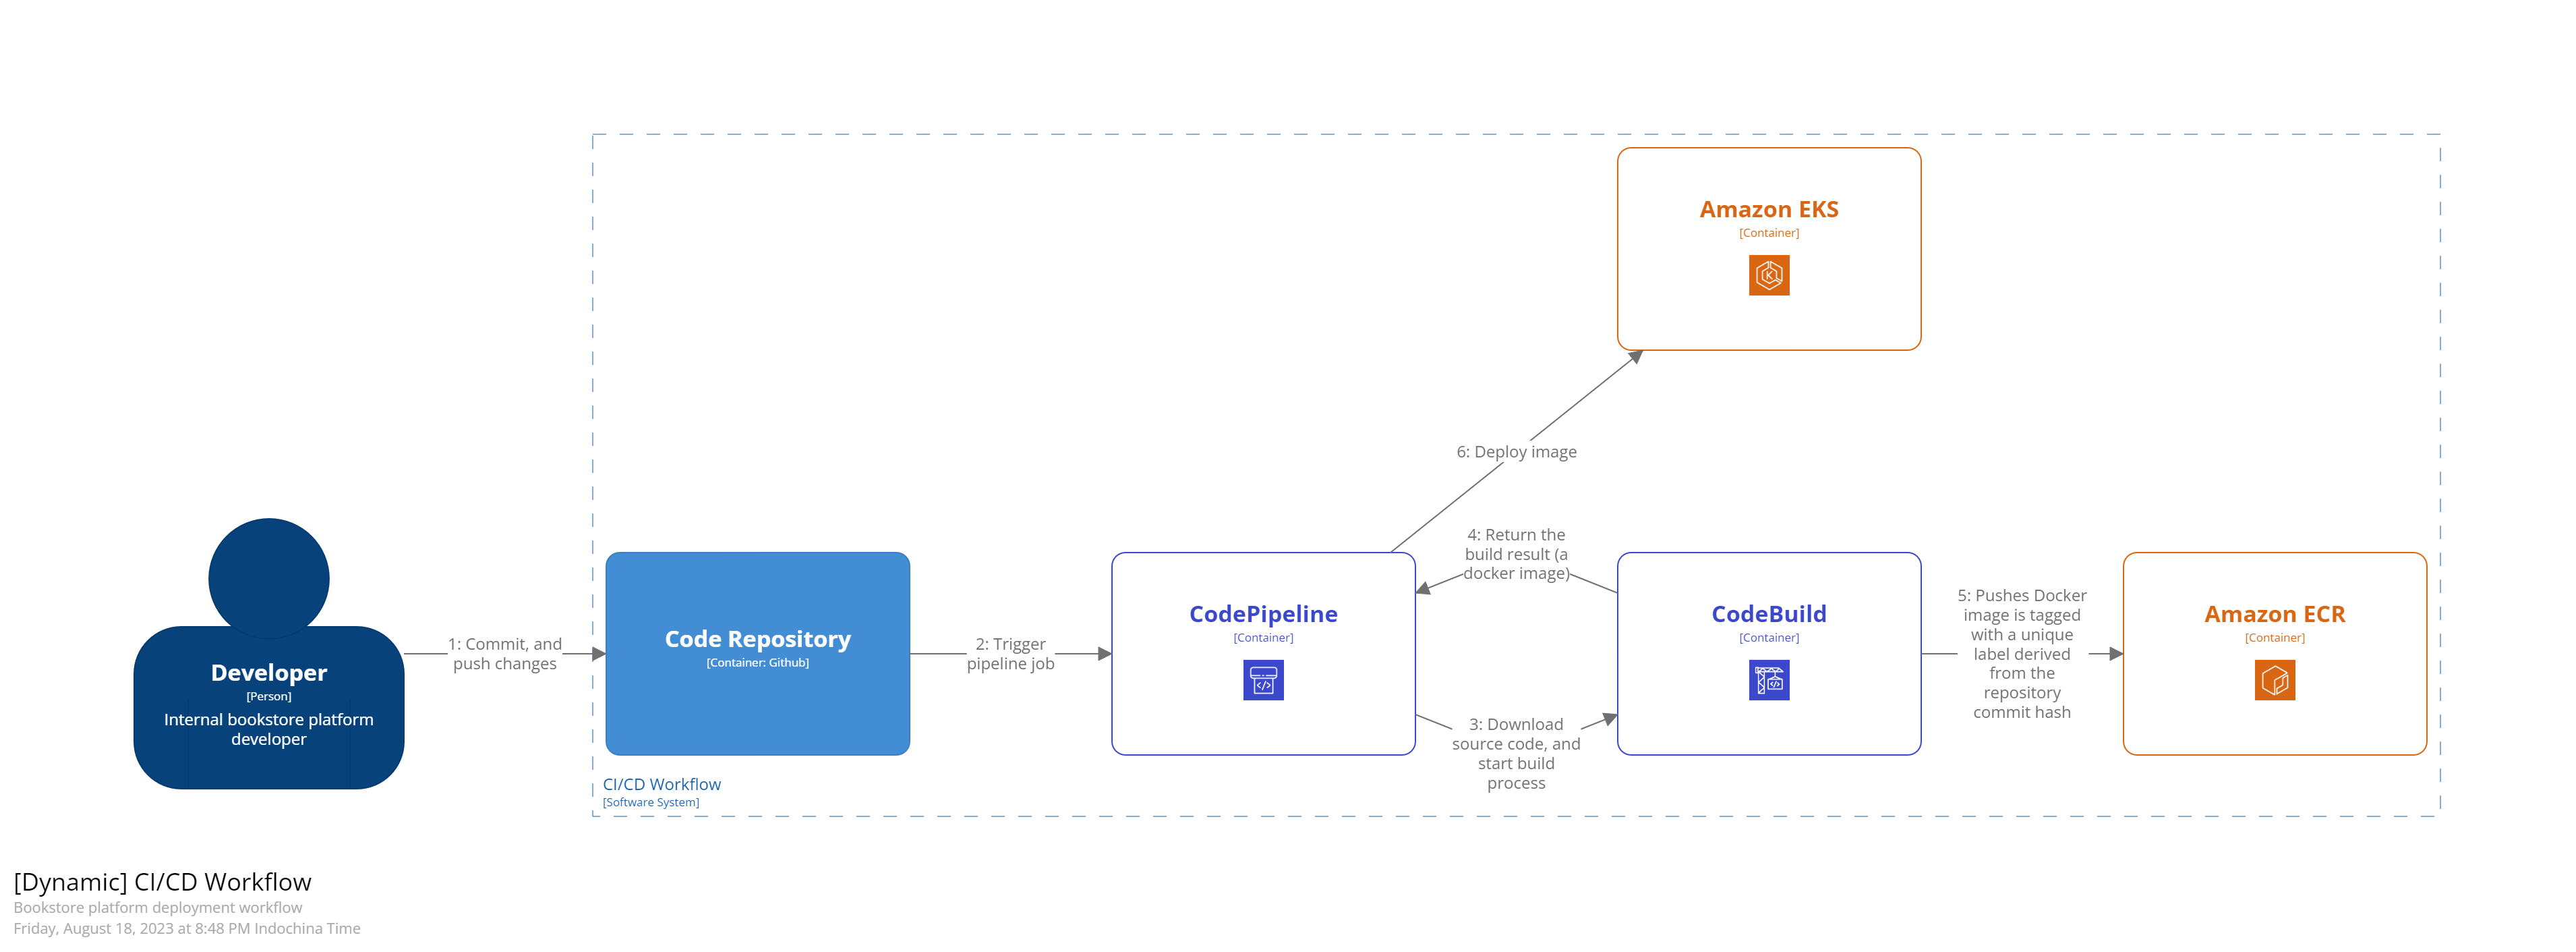 Amazon EKS
[Container]
6: Deploy image
Developer
[Person]
Internal bookstore platform
developer
1: Commit, and
push changes
Code Repository
[Container: Github]
2: Trigger
pipeline job
CodePipeline
[Container]
4: Return the
build result (a
docker image)
3: Download
source code, and
start build
process
CodeBuild
[Container]
5: Pushes Docker
image is tagged
with a unique
label derived
from the
repository
commit hash
Amazon ECR
[Container]
CI/CD Workflow
[Software System]
[Dynamic] CI/CD Workflow
Bookstore platform deployment workflow
Friday, August 18, 2023 at 8:48 PM Indochina Time